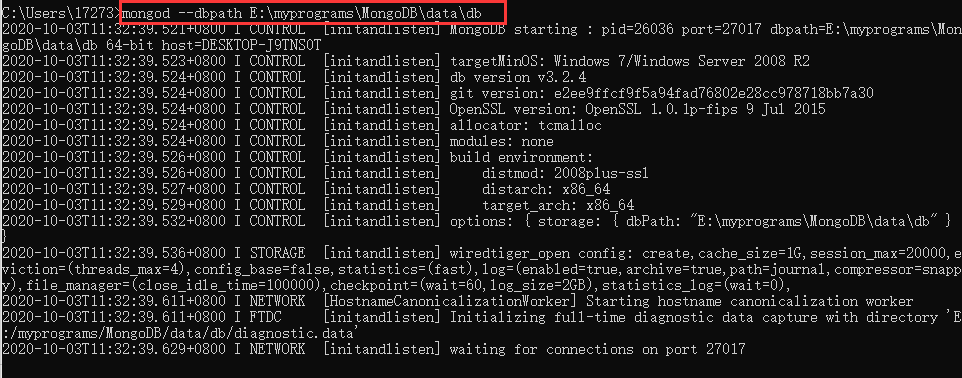 C:\Users\17273>mongod --dbpath E:\myprograms\MongoDB\data\db
2020-10-03T11:32:39.521+0800 I CONTROL  [initandlisten] MongoDB starting : pid=26036 port=27017 dbpath=E:\myprograms\Mon
goDB\data\db 64-bit host=DESKTOP-J9TNSOT
2020-10-03T11:32:39.523+0800 I CONTROL  [initandlisten] targetMinOS: Windows 7/Windows Server 2008 R2
2020-10-03T11:32:39.524+0800 I CONTROL  [initandlisten] db version v3.2.4
2020-10-03T11:32:39.524+0800 I CONTROL  [initandlisten] git version: e2ee9ffcf9f5a94fad76802e28cc978718bb7a30
2020-10-03T11:32:39.524+0800 I CONTROL  [initandlisten] OpenSSL version: OpenSSL 1.0.1p-fips 9 Jul 2015
2020-10-03T11:32:39.524+0800 I CONTROL  [initandlisten] allocator: tcmalloc
2020-10-03T11:32:39.524+0800 I CONTROL  [initandlisten] modules: none
2020-10-03T11:32:39.526+0800 I CONTROL  [initandlisten] build environment:
2020-10-03T11:32:39.526+0800 I CONTROL  [initandlisten]     distmod: 2008plus-ssl
2020-10-03T11:32:39.527+0800 I CONTROL  [initandlisten]     distarch: x86_64
2020-10-03T11:32:39.529+0800 I CONTROL  [initandlisten]     target_arch: x86_64
2020-10-03T11:32:39.532+0800 I CONTROL  [initandlisten] options: { storage: { dbPath: "E:\myprograms\MongoDB\data\db" }
}
2020-10-03T11:32:39.536+0800 I STORAGE  [initandlisten] wiredtiger_open config: create,cache_size=1G,session_max=20000,e
viction=(threads_max=4),config_base=false,statistics=(fast),log=(enabled=true,archive=true,path=journal,compressor=snapp
y),file_manager=(close_idle_time=100000),checkpoint=(wait=60,log_size=2GB),statistics_log=(wait=0),
2020-10-03T11:32:39.611+0800 I NETWORK  [HostnameCanonicalizationWorker] Starting hostname canonicalization worker
2020-10-03T11:32:39.611+0800 I FTDC     [initandlisten] Initializing full-time diagnostic data capture with directory 'E
:/myprograms/MongoDB/data/db/diagnostic.data'
2020-10-03T11:32:39.629+0800 I NETWORK  [initandlisten] waiting for connections on port 27017